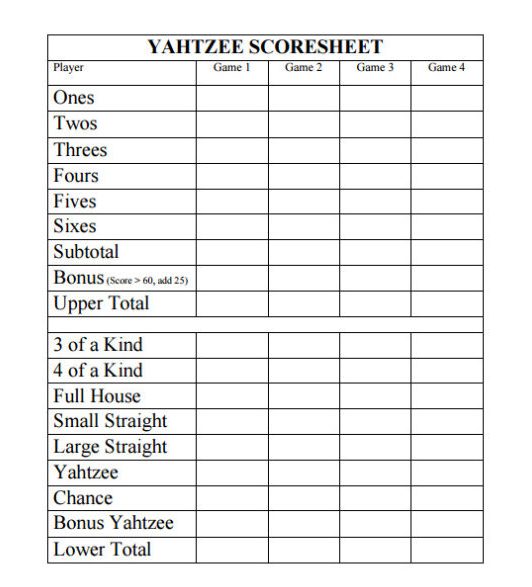 YAHTZEE SCORESHEET
Player Game 1 Game 2 Game 3 Game 4
Ones
Twos
Threes
Fours
Fives
Sixes
Subtotal
Bonus (Score > 60, add 25)
Upper Total
3 of a Kind
4 of a Kind
Full House
Small Straight
Large Straight
Yahtzee
Chance
Bonus Yahtzee
Lower Total